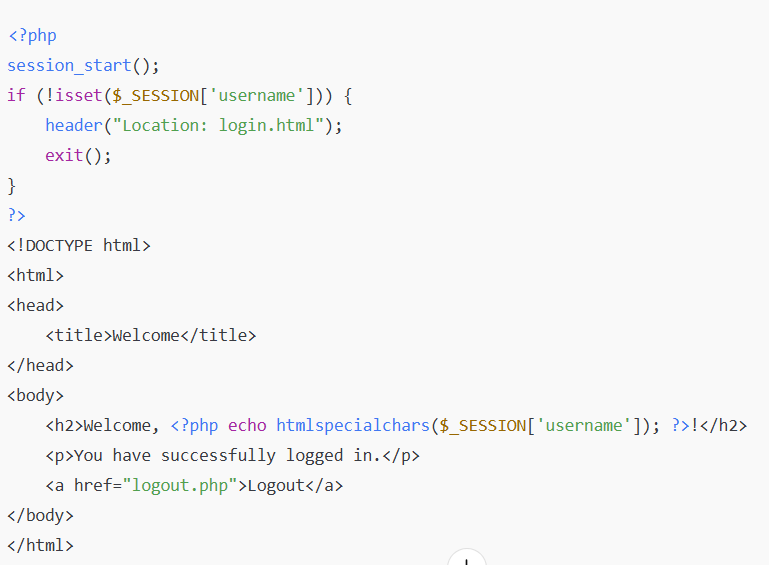 <?php
session_start();
if (!isset($_SESSION['username'])) {
    header("Location: login.html");
    exit();
}
?>
<!DOCTYPE html>
<html>
<head>
    <title>Welcome</title>
</head>
<body>
    <h2>Welcome, <?php echo htmlspecialchars($_SESSION['username']); ?>!</h2>
    <p>You have successfully logged in.</p>
    <a href="logout.php">Logout</a>
</body>
</html>